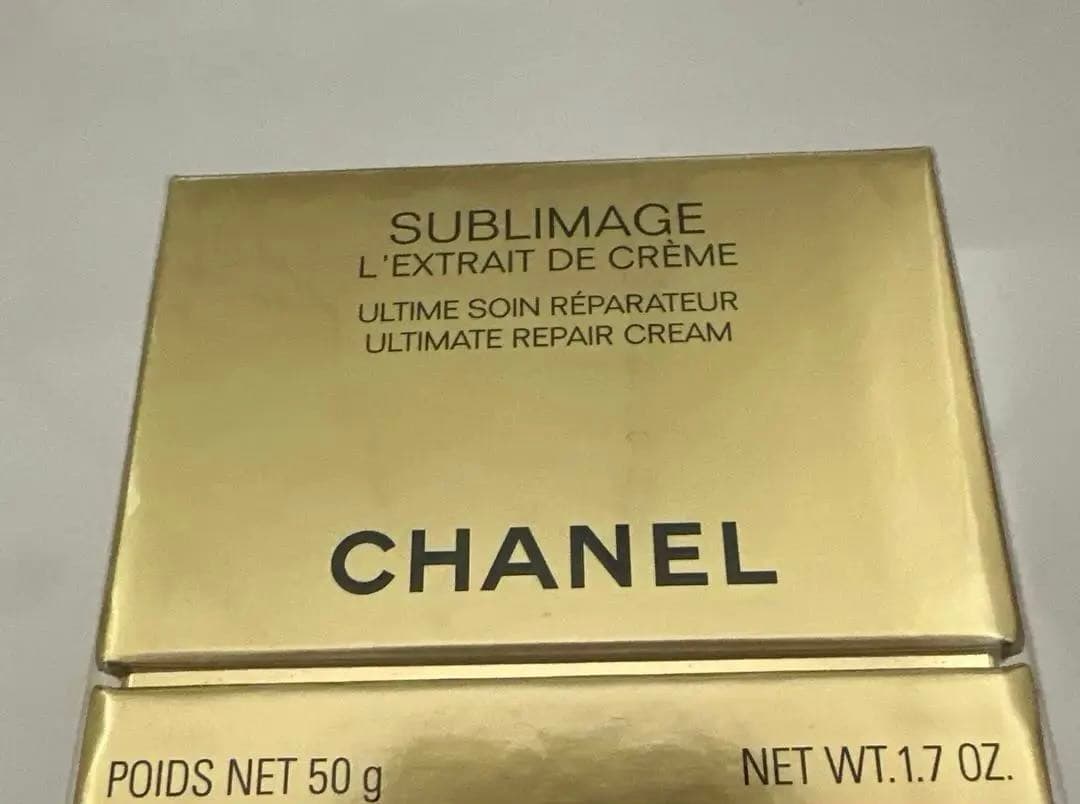 SUBLIMAGE
L'EXTRAIT DE CRÈME
ULTIME SOIN RÉPARATEUR
ULTIMATE REPAIR CREAM
CHANEL
POIDS NET 50 g
NET WT.1.7 OZ.